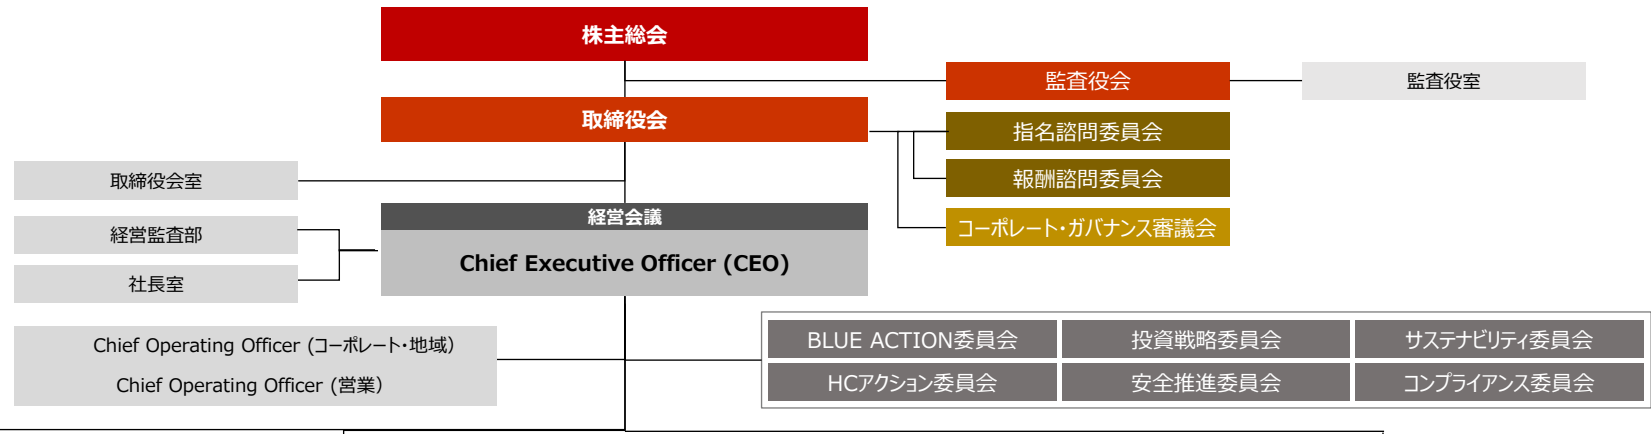 株主総会
監査役会
監査役室
取締役会
指名諮問委員会
報酬諮問委員会
取締役会室
経営会議
コーポレート・ガバナンス審議会
経営監査部
Chief Executive Officer (CEO)
社長室
Chief Operating Officer (コーポレート・地域)
Chief Operating Officer (営業)
BLUE ACTION委員会
投資戦略委員会
サステナビリティ委員会
HCアクション委員会
安全推進委員会
コンプライアンス委員会